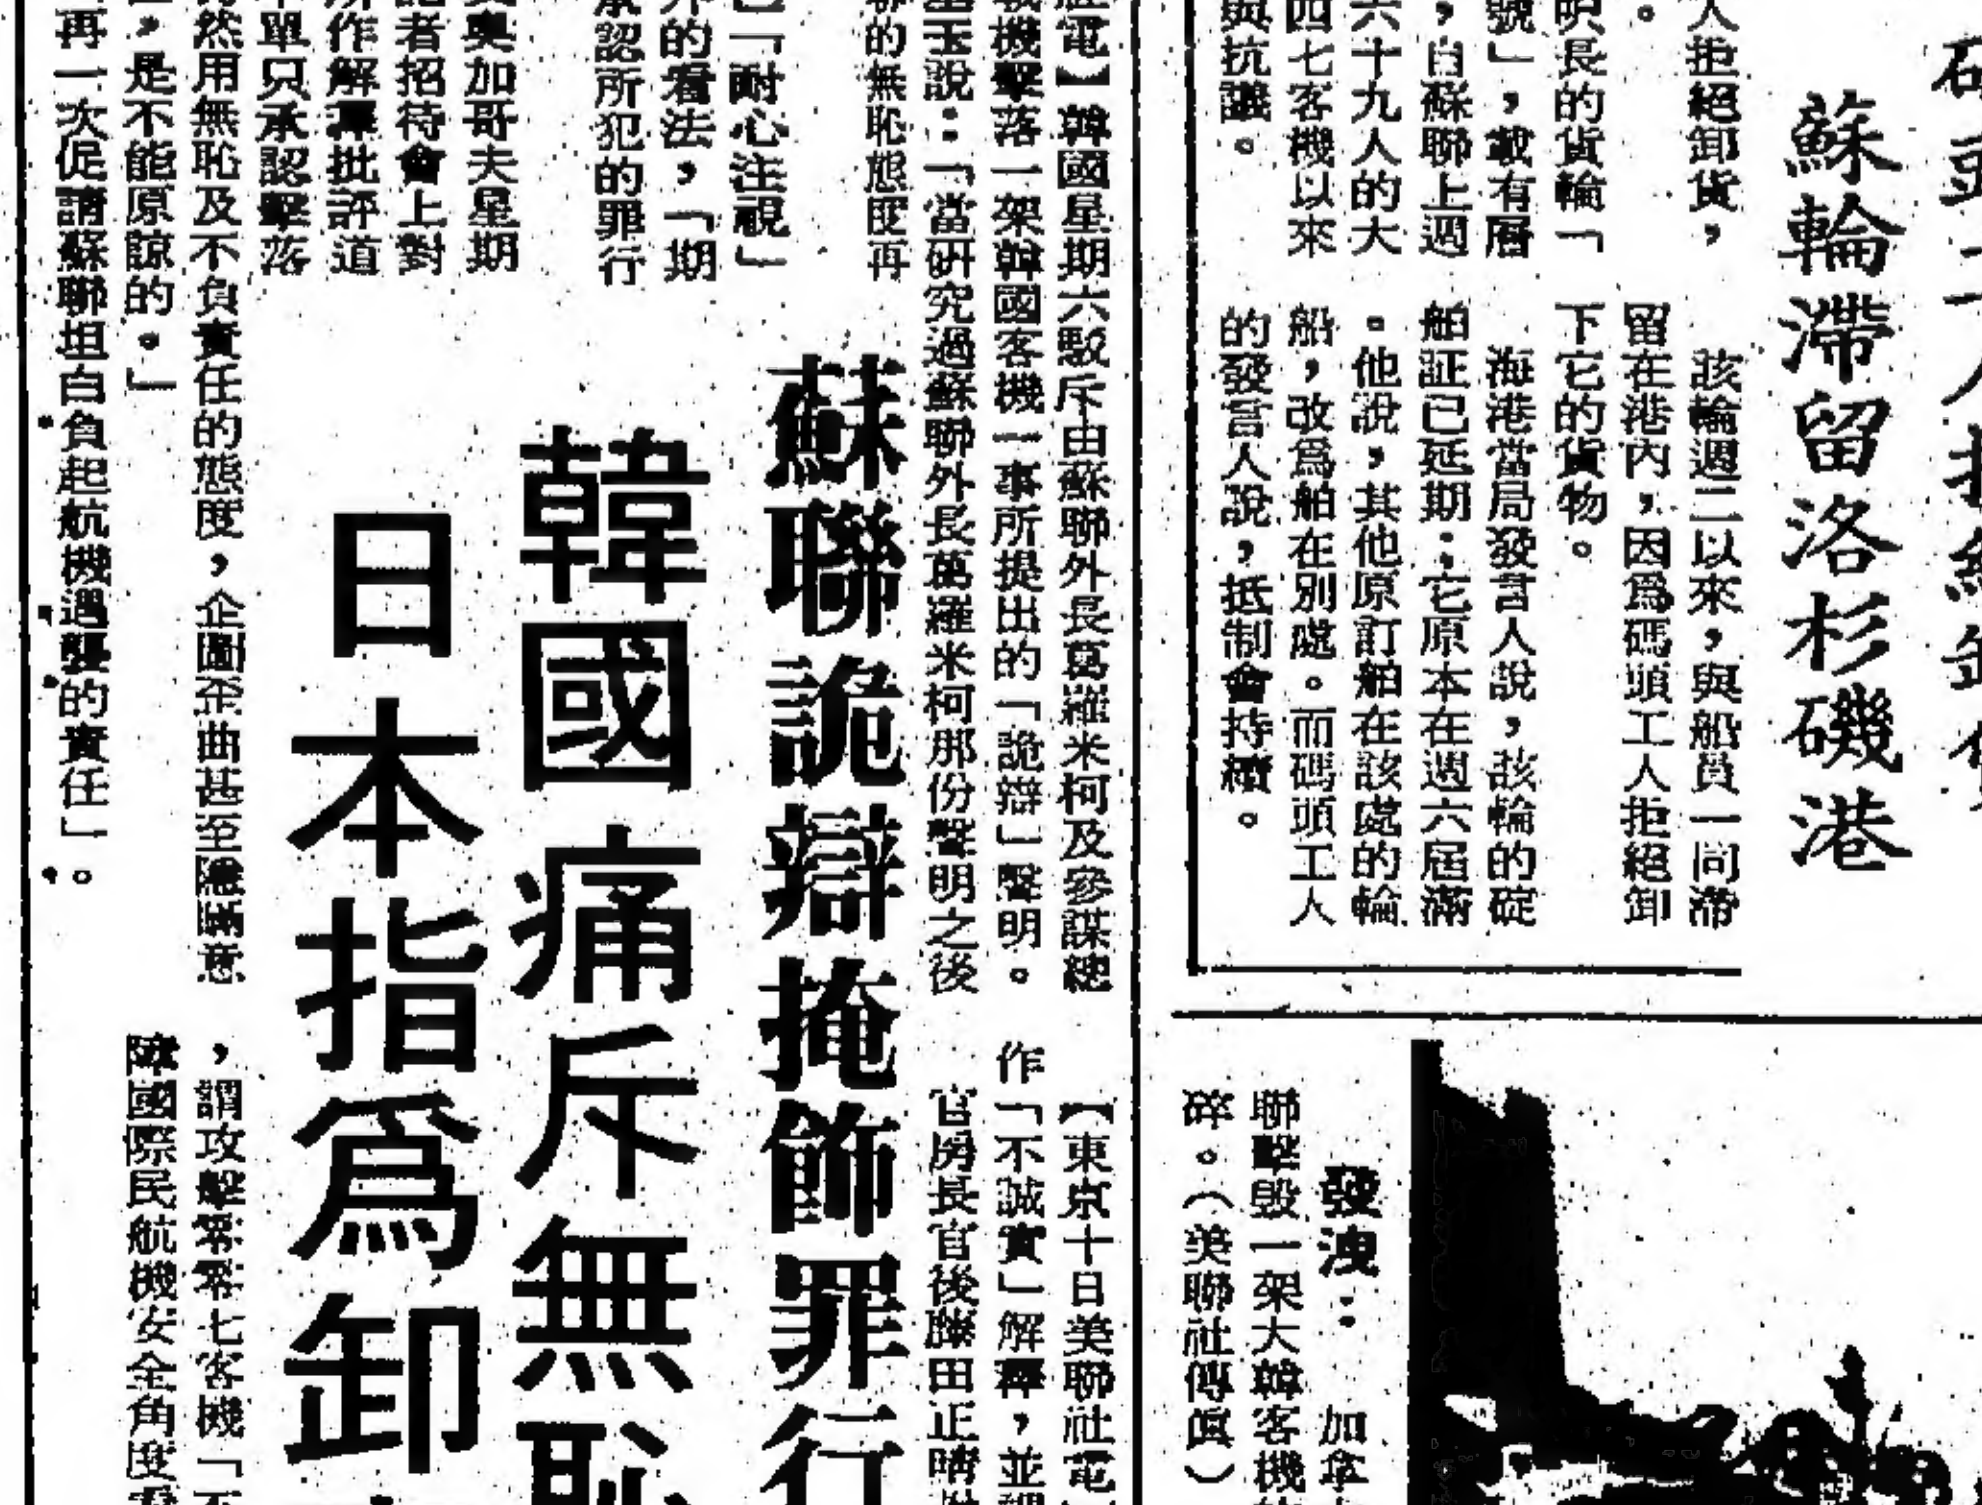 蘇輪滯留洛杉磯港
人拒絕卸貨，
。
呎長的貨輪「
號」，載有層
，自蘇聯上週
六十九人的大
四七客機以來
與抗議。
該輪週二以來，與船員一同滯
留在港內，因為碼頭工人拒絕卸
下它的貨物。
海港當局發言人說，該輪的碇
舶証已延期；它原本在週六屆滿
。他說，其他原訂舶在該處的輪
船，改為舶在別處。而碼頭工人
的發言人說，抵制會持續。
發洩：加拿
聯擊毀一架大韓客機
碎。（美聯社傳真）
蘇聯詭辯掩飾罪行
韓國痛斥無恥
日本指為卸
電】韓國星期六駁斥由蘇聯外長葛羅米柯及參謀總
機擊落一架韓國客機一事所提出的「詭辯」聲明。
玉說：「當研究過蘇聯外長葛羅米柯那份聲明之後
聯的無恥態度再
「耐心注視」
的看法，「期
承認所犯的罪行
奧加哥夫星期
記者招待會上對
所作解釋批評道
單只承認擊落
然用無恥及不負責任的態度，企圖歪曲甚至隱瞞意
，是不能原諒的。」
再一次促請蘇聯坦白負起航機遇襲的責任」。
【東京十日美聯社電
作「不誠實」解釋，並
官房長官後藤田正晴
，謂攻擊零零七客機「不
障國際民航機安全角度